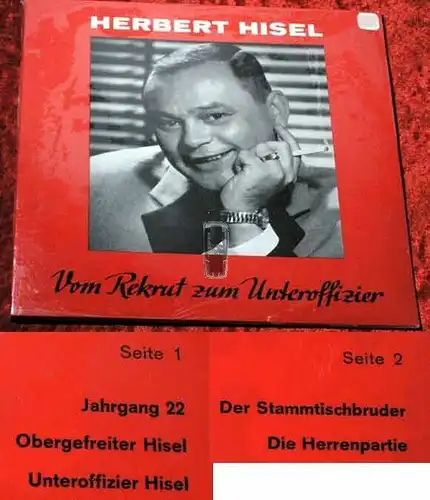 HERBERT HISEL
Vom Rekrut zum Unteroffizier
Seite 1
Jahrgang 22
Obergefreiter Hisel
Unteroffizier Hisel
Seite 2
Der Stammtischbruder
Die Herrenpartie